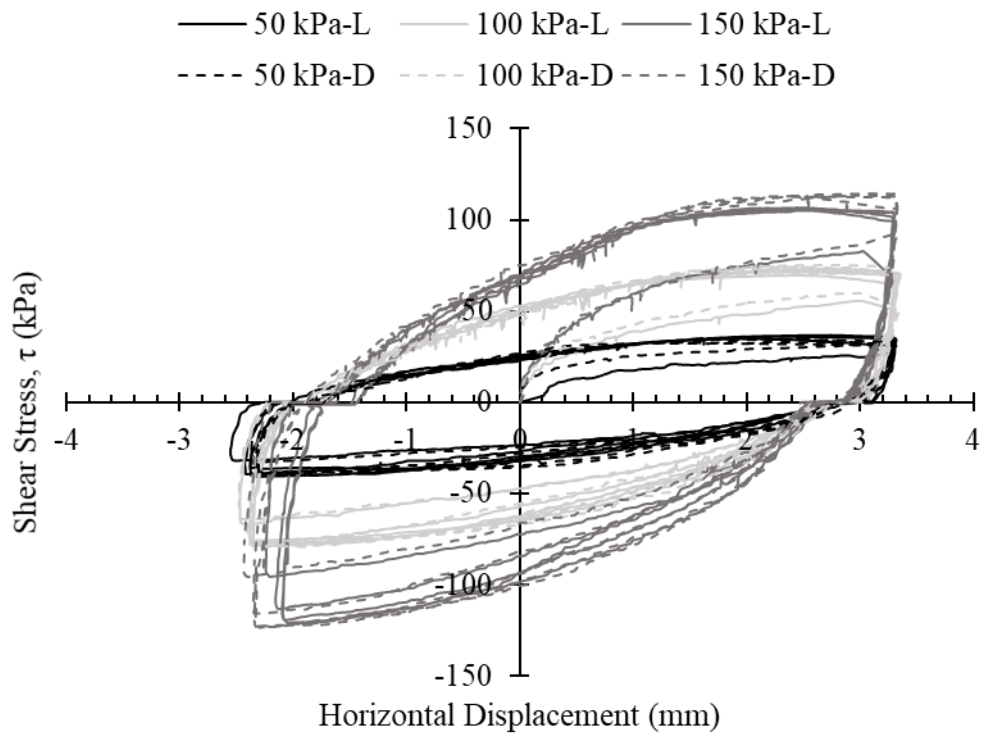 50 kPa-L 100 kPa-L 150 kPa-L
50 kPa-D 100 kPa-D 150 kPa-D
150
100
50
0
-4 -3 -2 -1 0 1 2 3 4
-50
-100
-150
Shear Stress, τ (kPa)
Horizontal Displacement (mm)